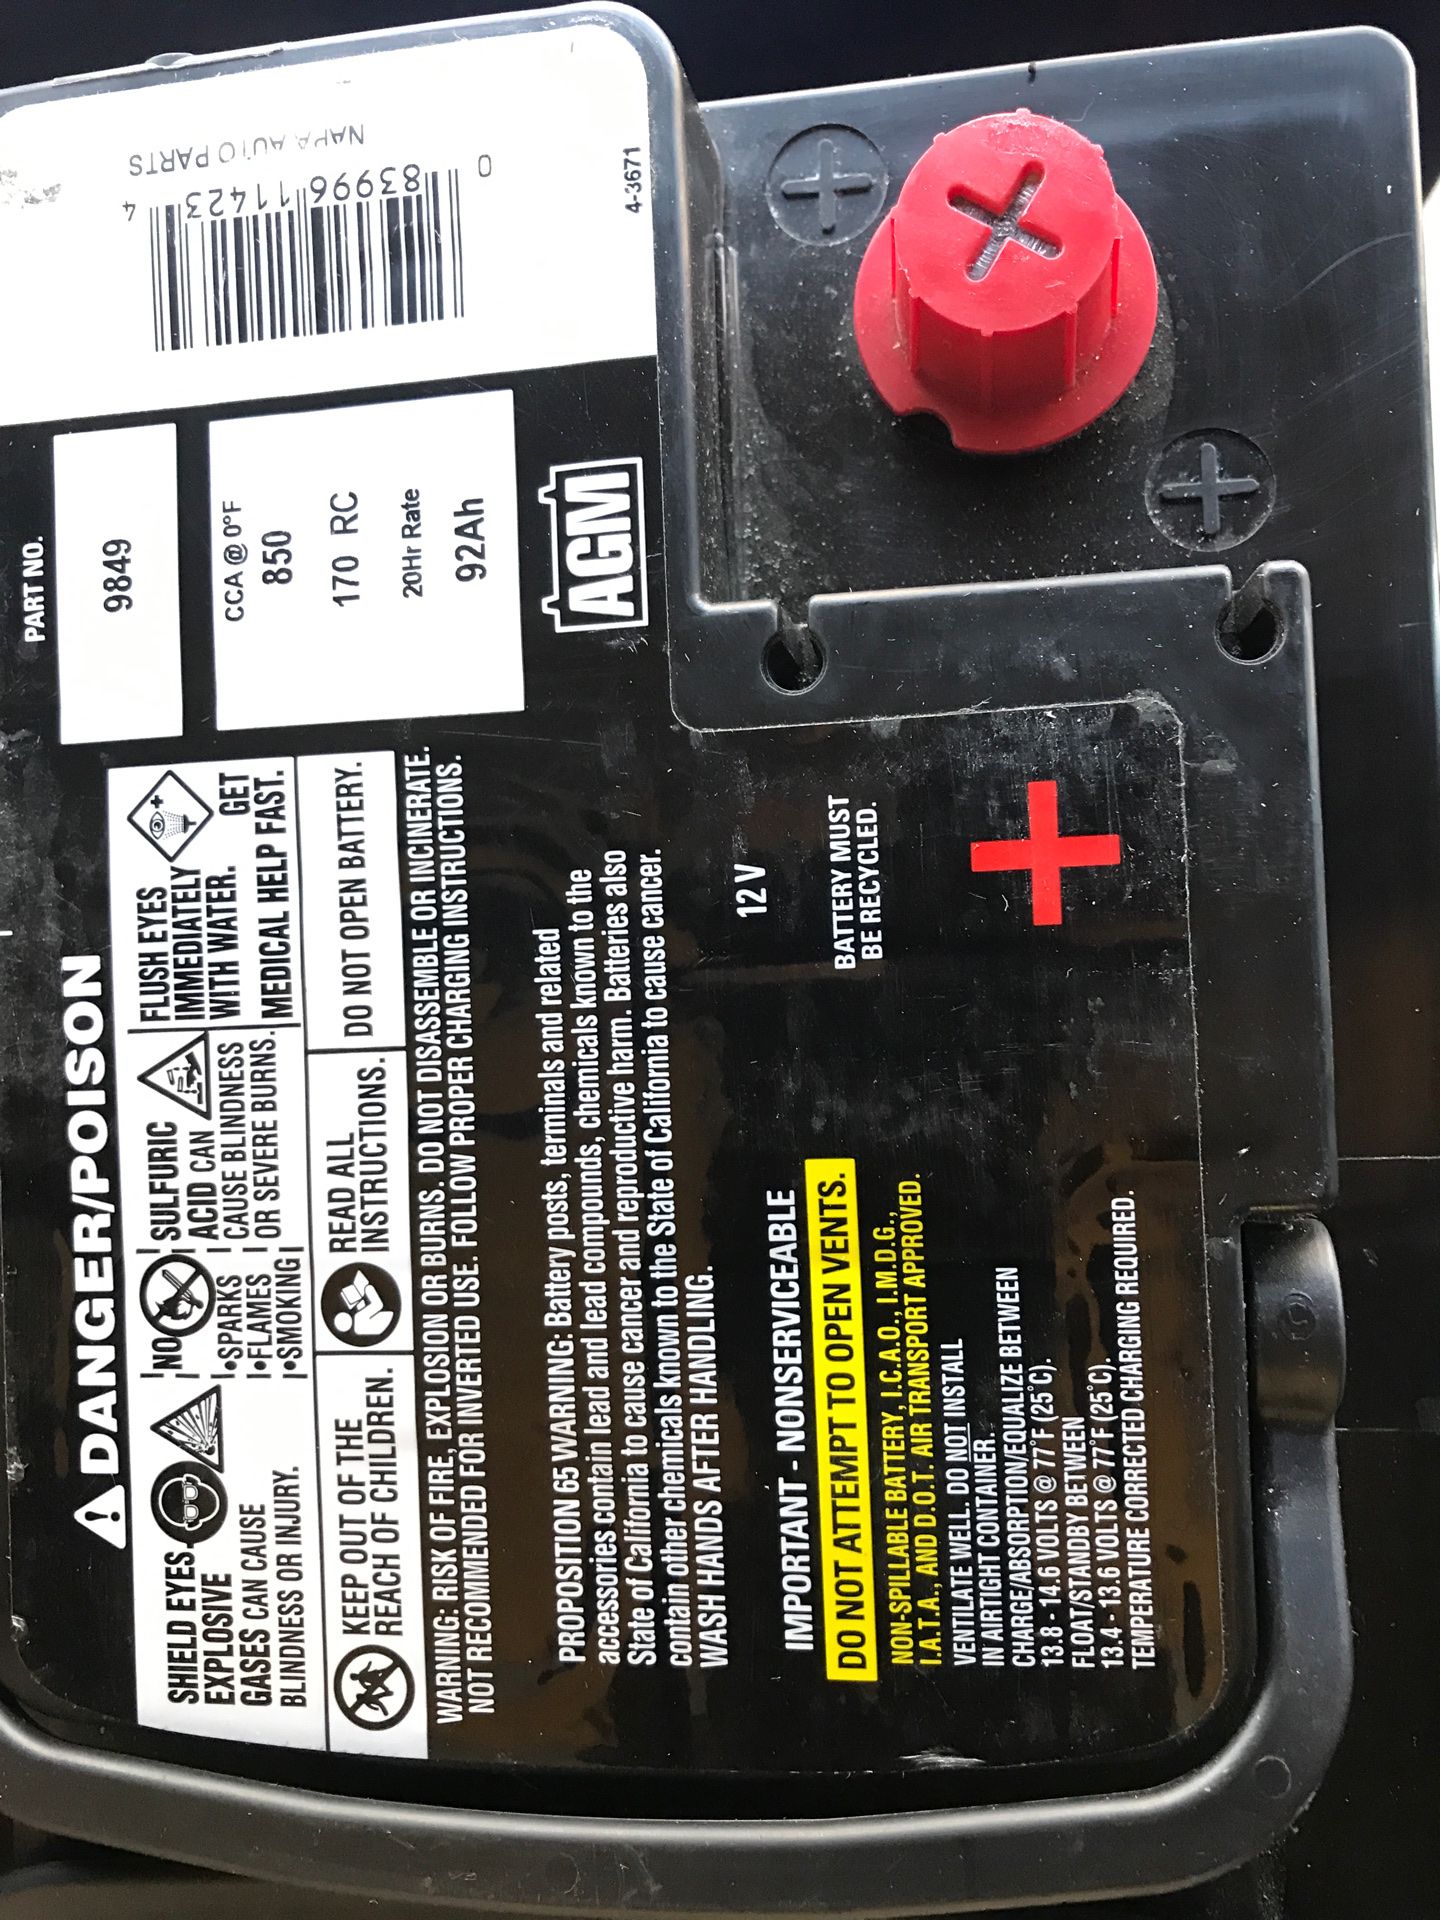 ⚠ DANGER/POISON
SHIELD EYES
EXPLOSIVE
GASES CAN CAUSE
BLINDNESS OR INJURY.
NO
•SPARKS
•FLAMES
•SMOKING
SULFURIC
ACID CAN
CAUSE BLINDNESS
OR SEVERE BURNS.
FLUSH EYES
IMMEDIATELY
WITH WATER. GET
MEDICAL HELP FAST.
KEEP OUT OF THE
REACH OF CHILDREN.
READ ALL
INSTRUCTIONS.
DO NOT OPEN BATTERY.
WARNING: RISK OF FIRE, EXPLOSION OR BURNS. DO NOT DISASSEMBLE OR INCINERATE.
NOT RECOMMENDED FOR INVERTED USE. FOLLOW PROPER CHARGING INSTRUCTIONS.
PROPOSITION 65 WARNING: Battery posts, terminals and related
accessories contain lead and lead compounds, chemicals known to the
State of California to cause cancer and reproductive harm. Batteries also
contain other chemicals known to the State of California to cause cancer.
WASH HANDS AFTER HANDLING.
IMPORTANT - NONSERVICEABLE
DO NOT ATTEMPT TO OPEN VENTS.
NON-SPILLABLE BATTERY, I.C.A.O., I.M.D.G.,
I.A.T.A., AND D.O.T. AIR TRANSPORT APPROVED.
VENTILATE WELL. DO NOT INSTALL
IN AIRTIGHT CONTAINER.
CHARGE/ABSORPTION/EQUALIZE BETWEEN
13.8 - 14.6 VOLTS @ 77°F (25°C).
FLOAT/STANDBY BETWEEN
13.4 - 13.6 VOLTS @ 77°F (25°C).
TEMPERATURE CORRECTED CHARGING REQUIRED.
12 V
BATTERY MUST
BE RECYCLED.
PART NO.
9849
CCA @ 0°F
850
170 RC
20Hr Rate
92Ah
AGM
NAPA AUTO PARTS
0 83996 11423 4
4-3671